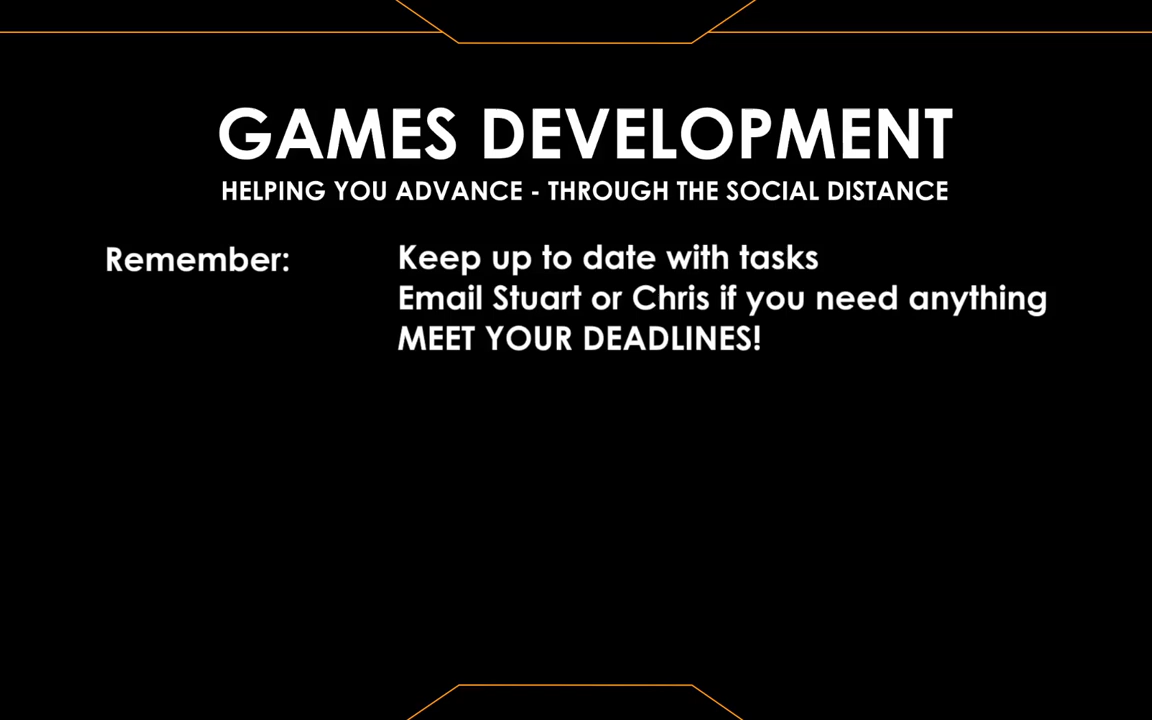 GAMES DEVELOPMENT
HELPING YOU ADVANCE - THROUGH THE SOCIAL DISTANCE
Remember:
Keep up to date with tasks
Email Stuart or Chris if you need anything
MEET YOUR DEADLINES!